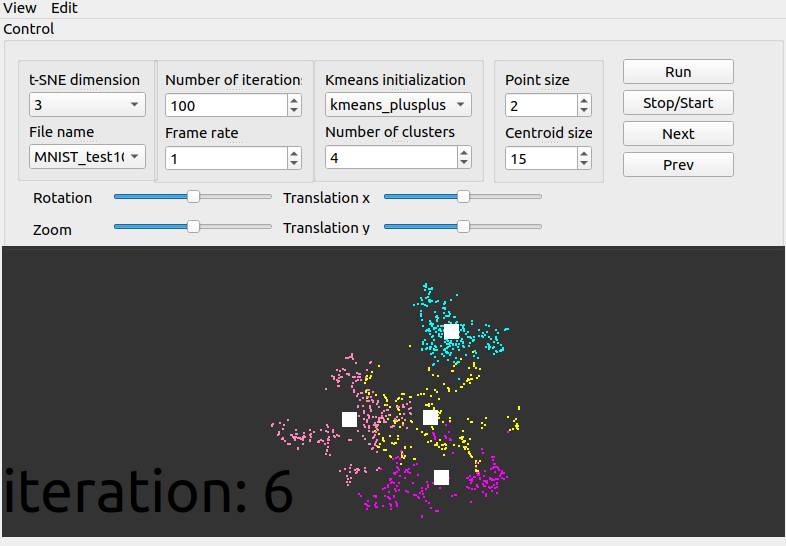 View Edit
Control
t-SNE dimension Number of iterations Kmeans initialization Point size Run
3 100 kmeans_plusplus 2 Stop/Start
File name Frame rate Number of clusters Centroid size Next
MNIST_test10 1 4 15 Prev
Rotation Translation x
Zoom Translation y
iteration: 6